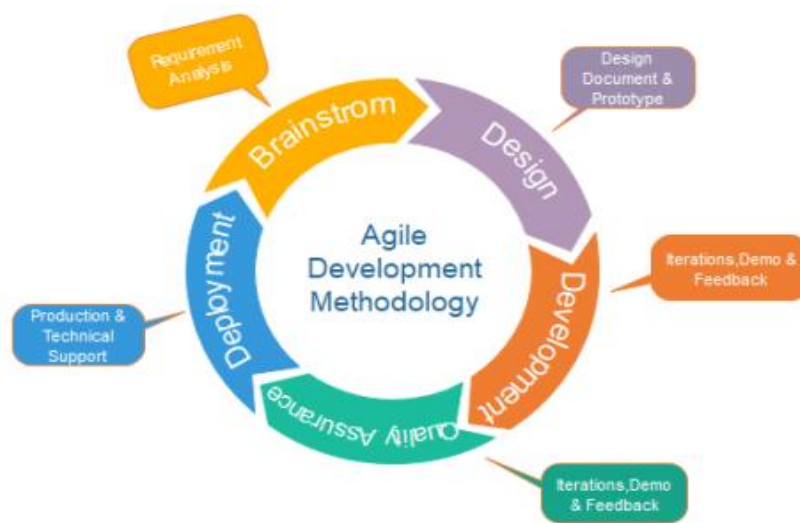 Requirement
Analysis
Brainstrom
Design
Document &
Prototype
Design
Agile
Development
Methodology
Iterations,Demo &
Feedback
Development
Production &
Technical
Support
Deployment
Quality Assurance
Iterations,Demo
& Feedback